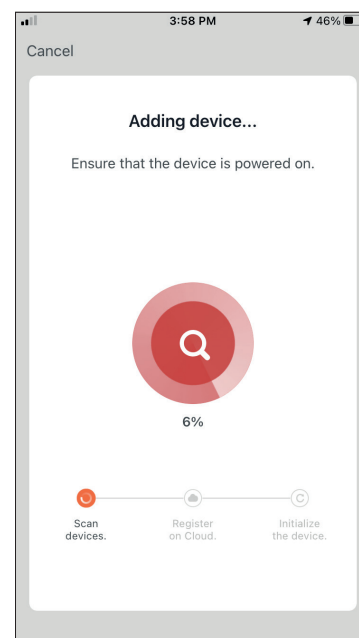 3:58 PM
46%
Cancel
Adding device...
Ensure that the device is powered on.
6%
Scan
devices.
Register
on Cloud.
Initialize
the device.